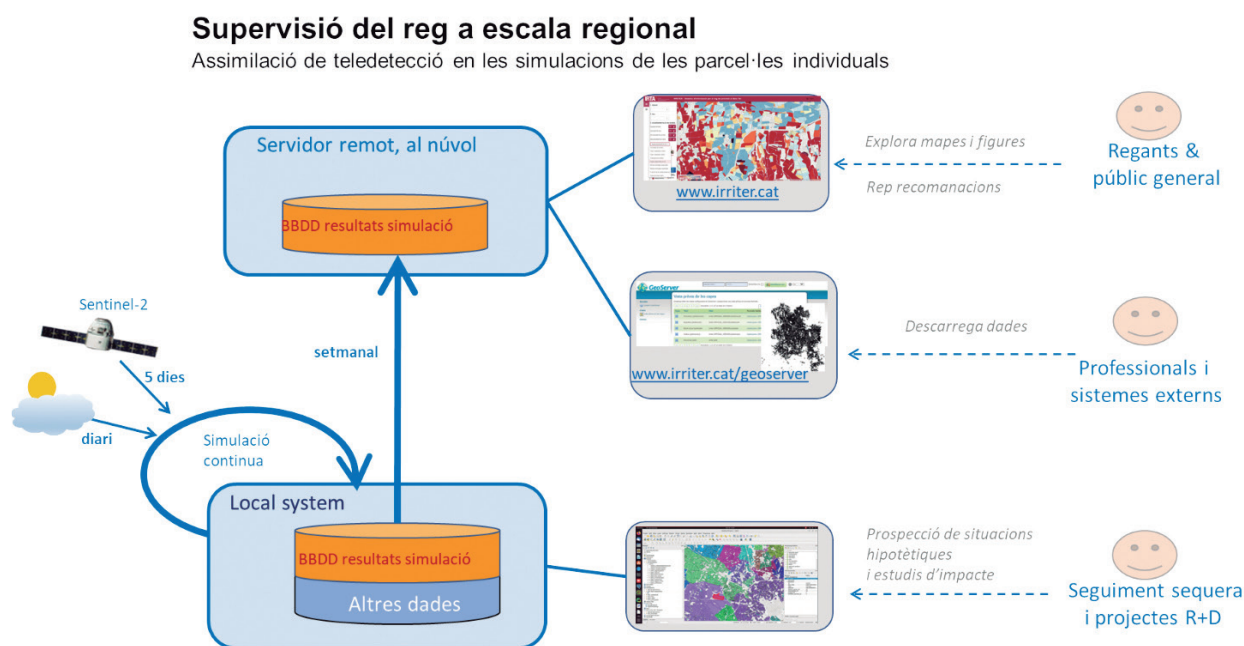 Supervisió del reg a escala regional
Assimilació de teledetecció en les simulacions de les parcel·les individuals
Servidor remot, al núvol
BBDD resultats simulació
www.irriter.cat
Explora mapes i figures
Rep recomanacions
Regants &
públic general
Sentinel-2
5 dies
diari
setmanal
Simulació
continua
GeoServer
www.irriter.cat/geoserver
Descarrega dades
Professionals i
sistemes externs
Local system
BBDD resultats simulació
Altres dades
Prospecció de situacions
hipotètiques
i estudis d'impacte
Seguiment sequera
i projectes R+D